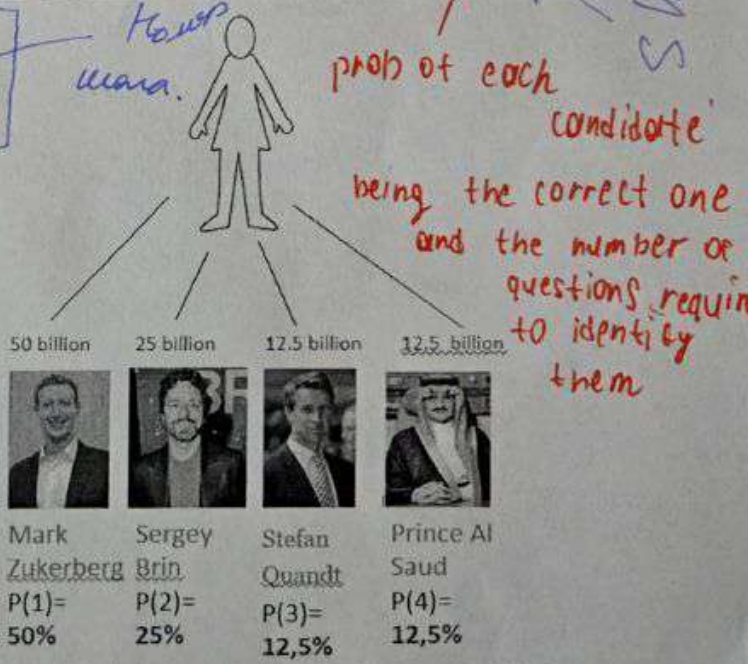 prob of each
candidate
being the correct one
and the number of
questions requir
to identify
them
50 billion 25 billion 12.5 billion 12.5 billion
Mark Sergey Stefan Prince Al
Zukerberg Brin Quandt Saud
P(1)= P(2)= P(3)= P(4)=
50% 25% 12,5% 12,5%